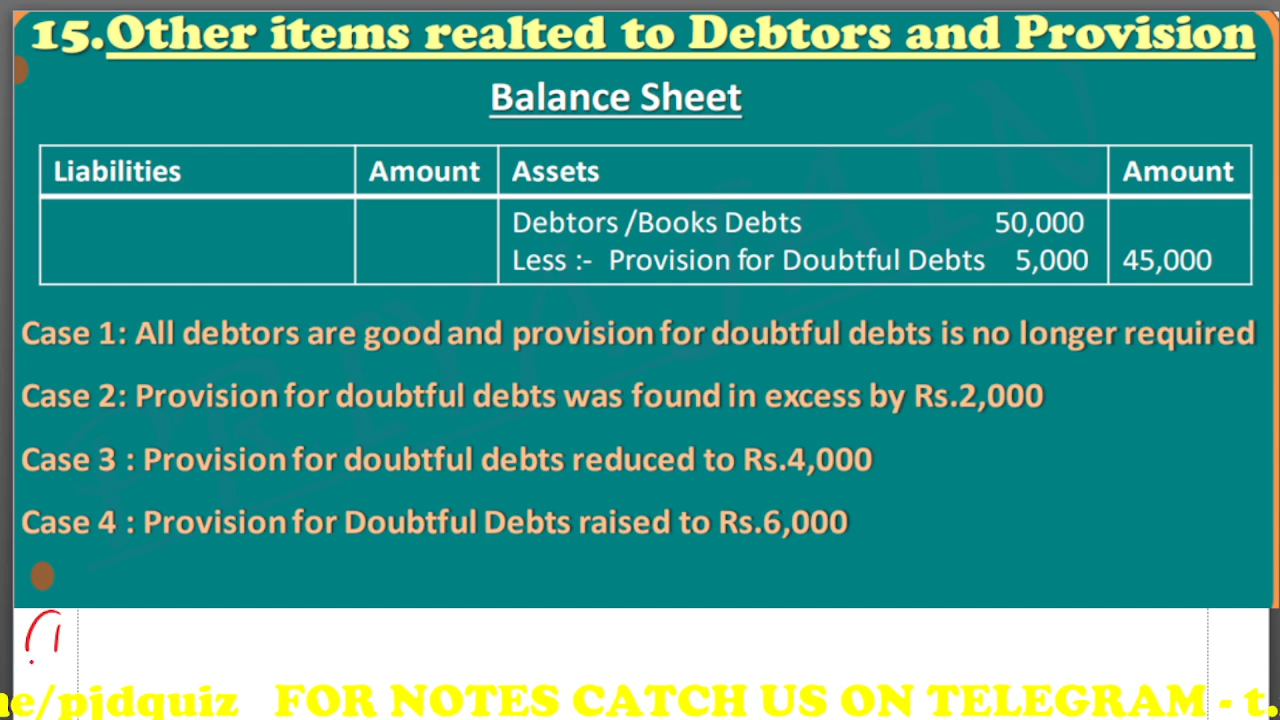 15.Other items realted to Debtors and Provision
Balance Sheet
Liabilities Amount Assets Amount
Debtors /Books Debts 50,000
Less :- Provision for Doubtful Debts 5,000 45,000
Case 1: All debtors are good and provision for doubtful debts is no longer required
Case 2: Provision for doubtful debts was found in excess by Rs.2,000
Case 3 : Provision for doubtful debts reduced to Rs.4,000
Case 4 : Provision for Doubtful Debts raised to Rs.6,000
(1
ne/pjdquiz FOR NOTES CATCH US ON TELEGRAM - t.